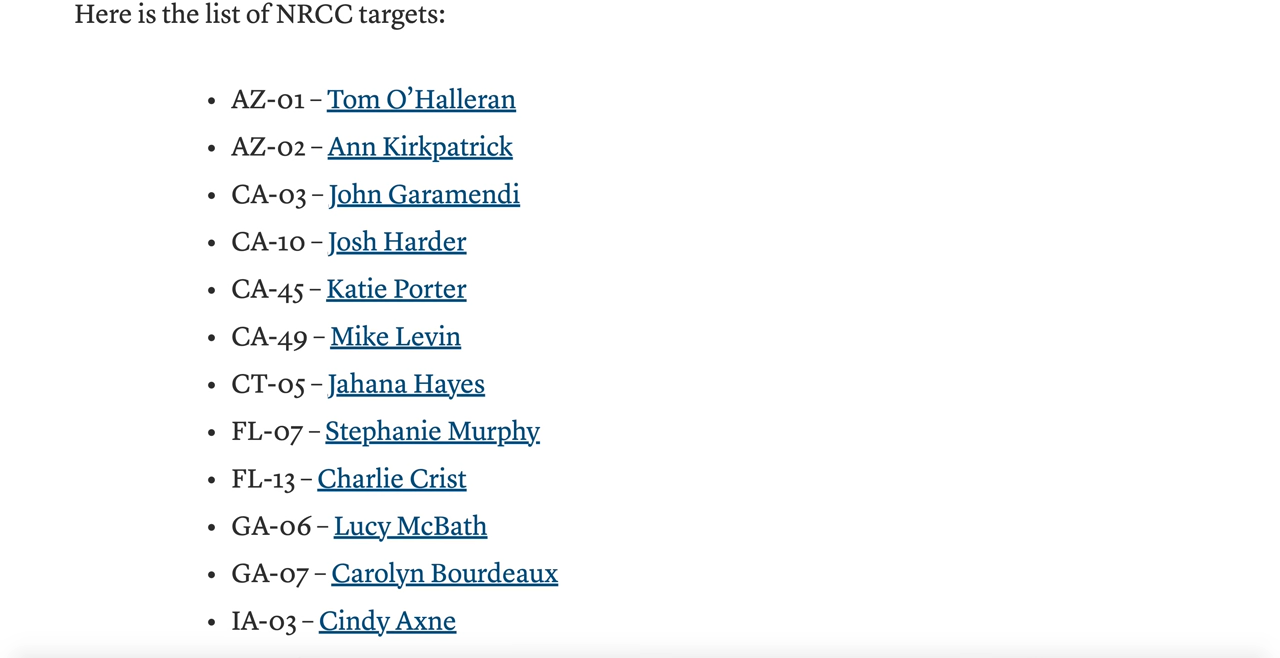 Here is the list of NRCC targets:
• AZ-01 – Tom O’Halleran
• AZ-02 – Ann Kirkpatrick
• CA-03 – John Garamendi
• CA-10 – Josh Harder
• CA-45 – Katie Porter
• CA-49 – Mike Levin
• CT-05 – Jahana Hayes
• FL-07 – Stephanie Murphy
• FL-13 – Charlie Crist
• GA-06 – Lucy McBath
• GA-07 – Carolyn Bourdeaux
• IA-03 – Cindy Axne